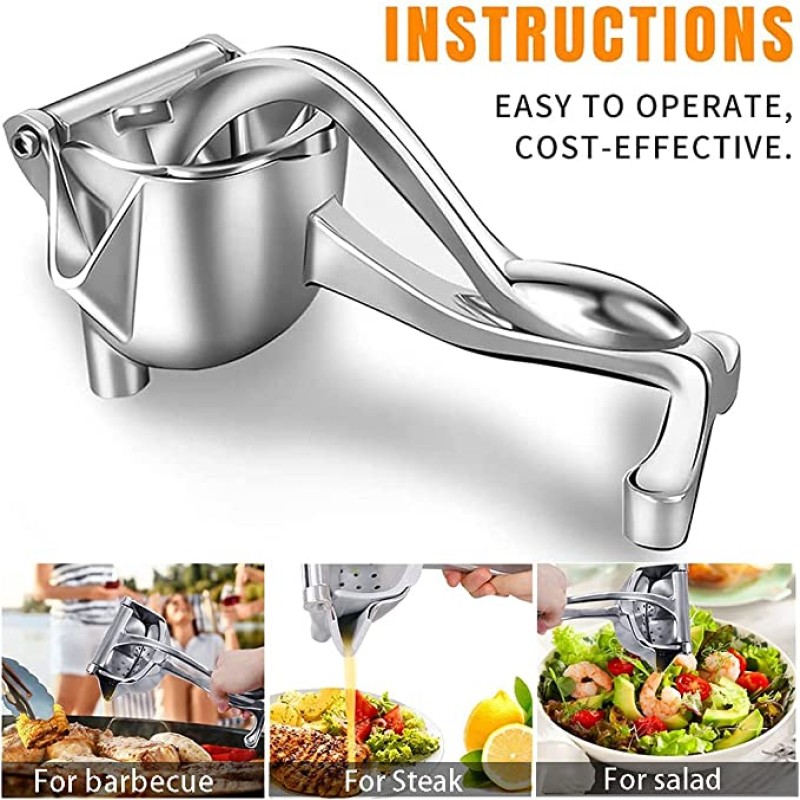 INSTRUCTIONS
EASY TO OPERATE,
COST-EFFECTIVE.
For barbecue
For Steak
For salad